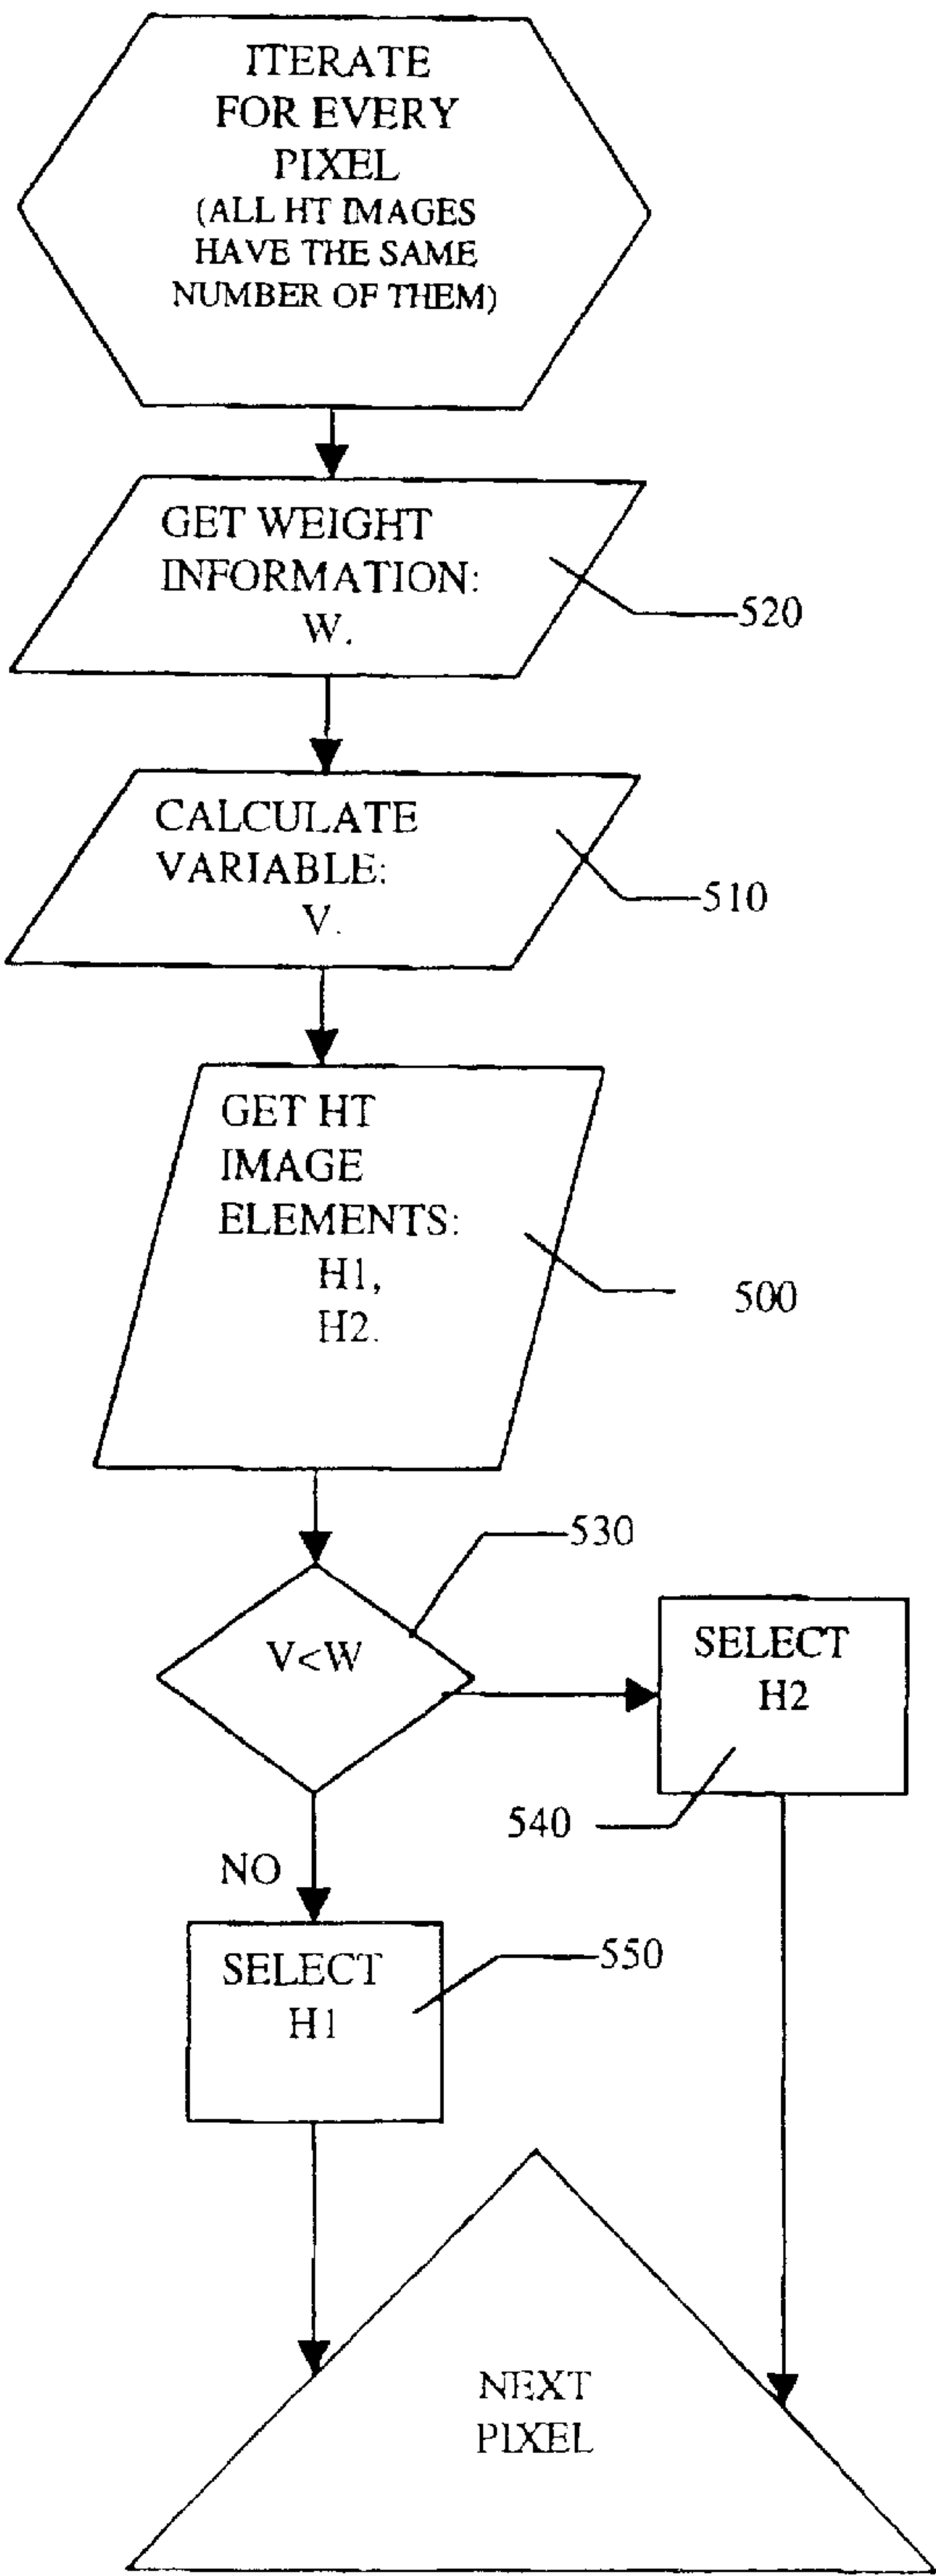 ITERATE
FOR EVERY
PIXEL
(ALL HT IMAGES
HAVE THE SAME
NUMBER OF THEM)
GET WEIGHT
INFORMATION:
W.
520
CALCULATE
VARIABLE:
V.
510
GET HT
IMAGE
ELEMENTS:
H1,
H2.
500
530
V<W
SELECT
H2
540
NO
SELECT
H1
550
NEXT
PIXEL